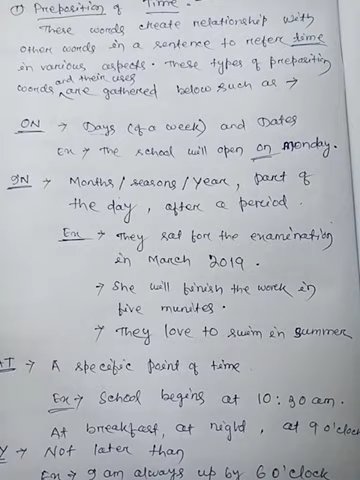 ① Preposition of Time -
These words create relationship with
other words in a sentence to refer time
in various aspects. These types of preposition
words and their uses are gathered below such as →
ON → Days (of a week) and Dates
Ex → The school will open on Monday.
IN → Months/seasons/Year, part of
the day, after a period.
Ex → They sat for the examination
in March 2019.
→ She will finish the work in
five munites.
→ They love to swim in summer
AT → A specific point of time.
Ex → School begins at 10:30 am.
At breakfast, at night, at 9 o'clock
Y → Not later than
Ex → I am always up by 6 o'clock